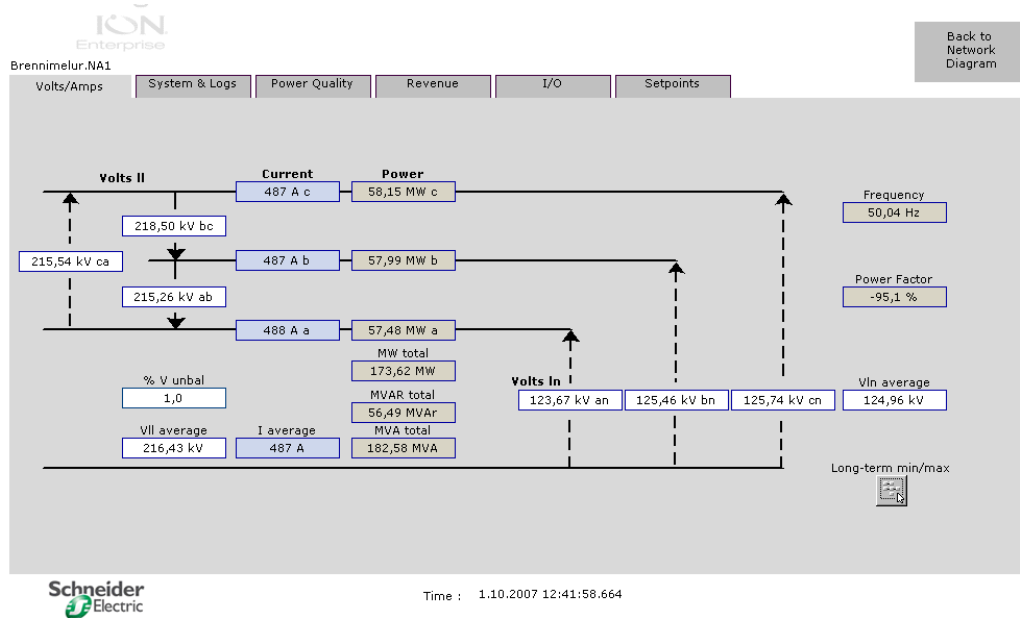 ION
Enterprise
Back to
Network
Diagram
Brennimelur.NA1
Volts/Amps
System & Logs
Power Quality
Revenue
I/O
Setpoints
Volts ll
Current
Power
487 A c
58,15 MW c
Frequency
50,04 Hz
218,50 kV bc
215,54 kV ca
487 A b
57,99 MW b
Power Factor
-95,1 %
215,26 kV ab
488 A a
57,48 MW a
MW total
173,62 MW
% V unbal
1,0
Volts ln
MVAR total
56,49 MVAr
123,67 kV an
125,46 kV bn
125,74 kV cn
Vln average
124,96 kV
Vll average
216,43 kV
I average
487 A
MVA total
182,58 MVA
Long-term min/max
Schneider
Electric
Time : 1.10.2007 12:41:58.664